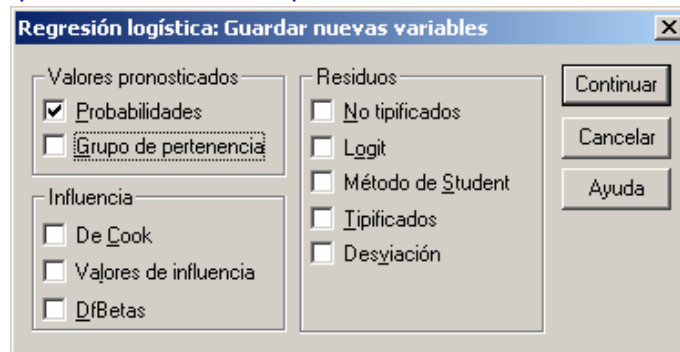 Regresión logística: Guardar nuevas variables
Valores pronosticados
Probabilidades
Grupo de pertenencia
Influencia
De Cook
Valores de influencia
DfBetas
Residuos
No tipificados
Logit
Método de Student
Tipificados
Desviación
Continuar
Cancelar
Ayuda